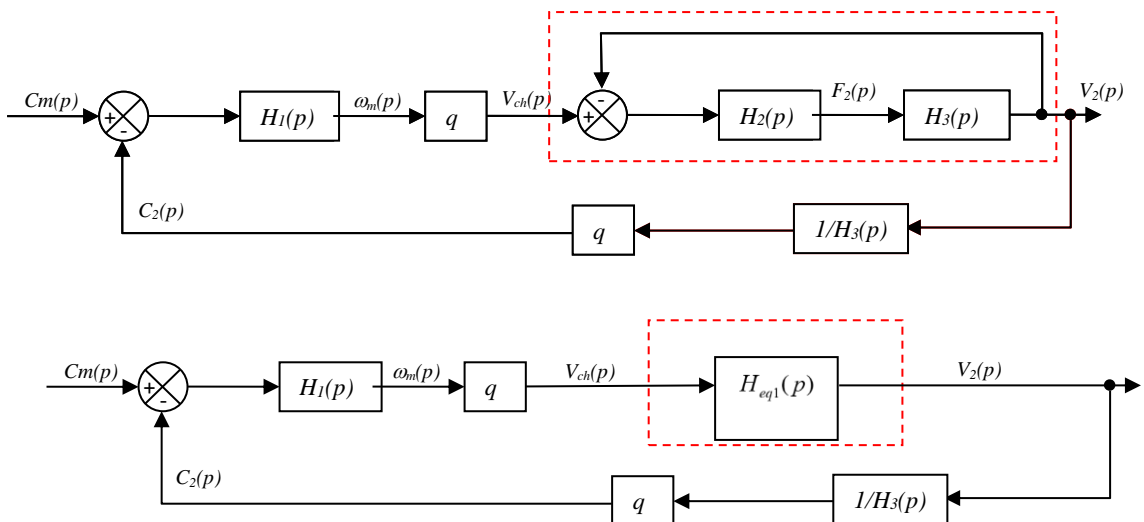 Cm(p)
+
-
H1(p)
ωm(p)
q
Vch(p)
-
+
H2(p)
F2(p)
H3(p)
V2(p)
C2(p)
q
1/H3(p)
Cm(p)
+
-
H1(p)
ωm(p)
q
Vch(p)
Heq1(p)
V2(p)
C2(p)
q
1/H3(p)